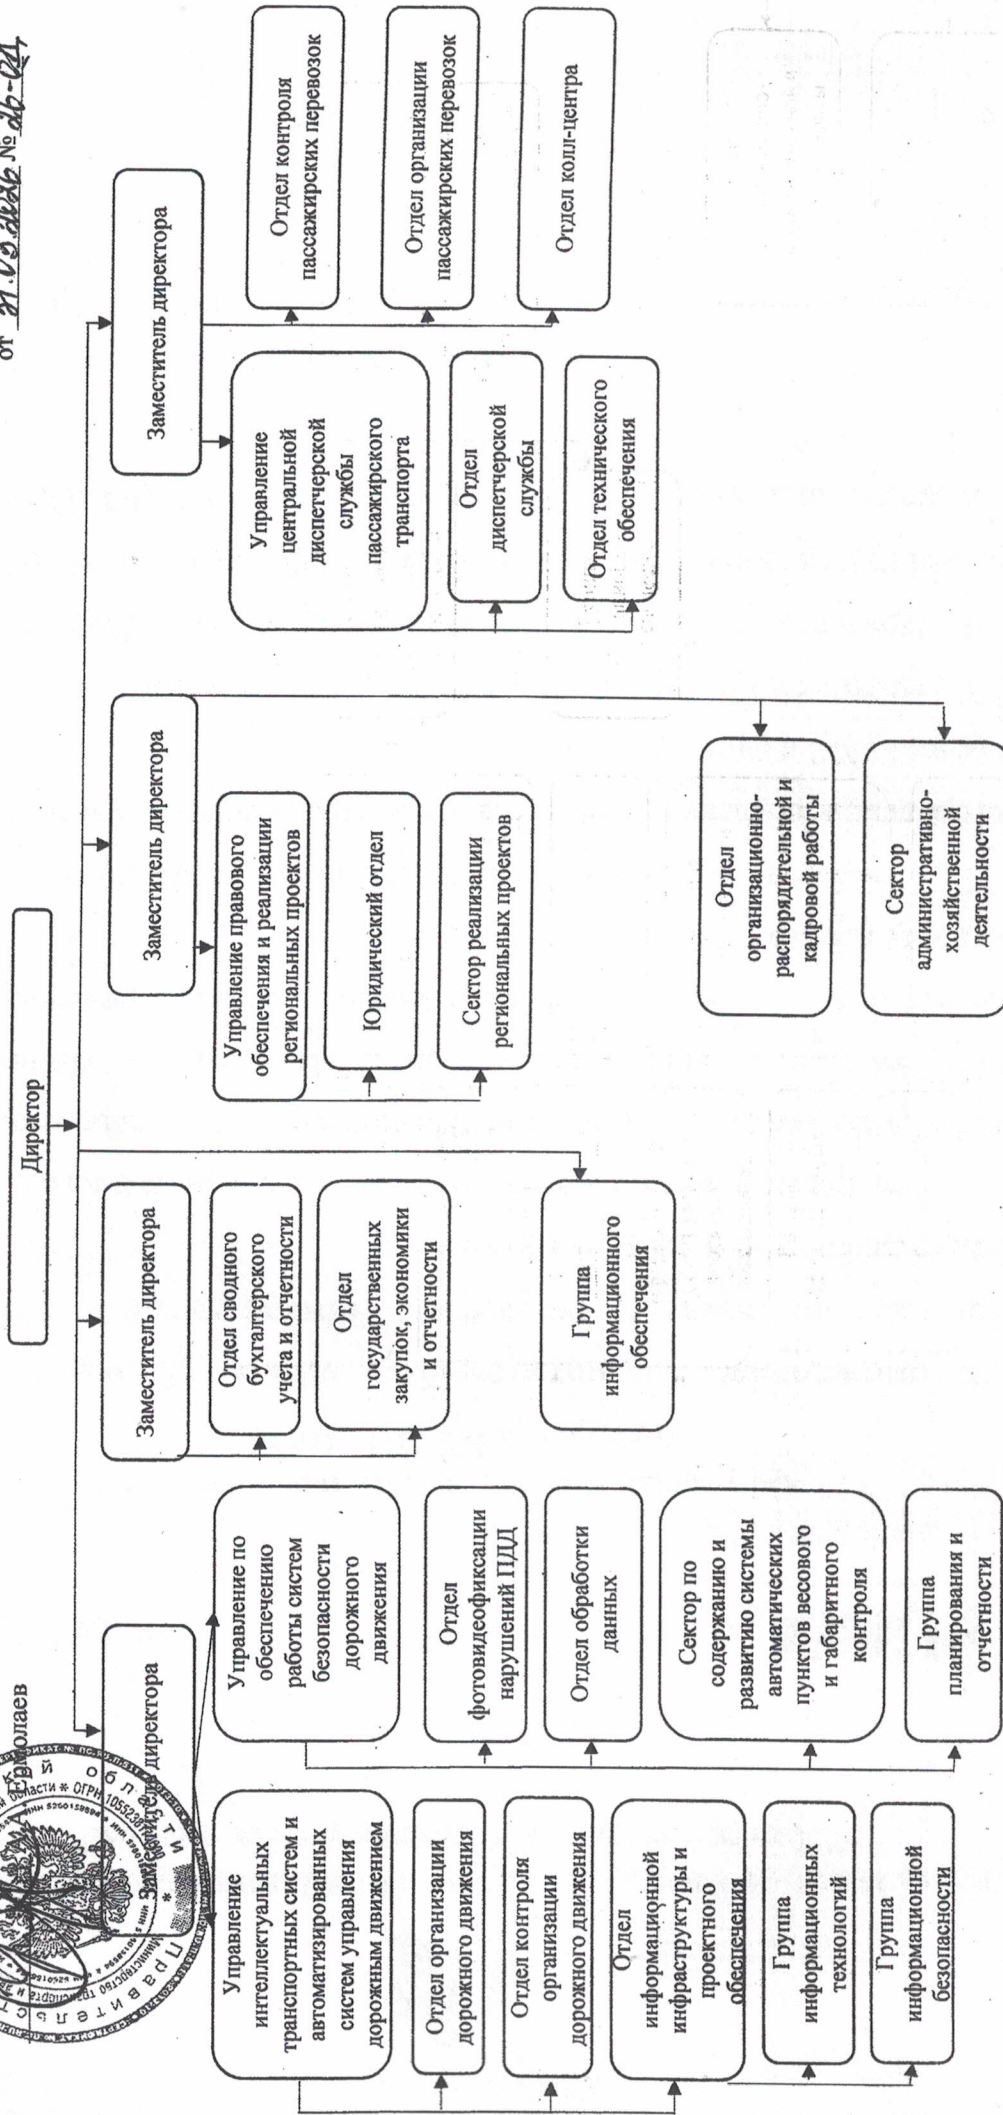 от 21.
№ 26-
Ермолаев
Директор
Заместитель директора
Управление
интеллектуальных
транспортных систем и
автоматизированных
систем управления
дорожным движением
Отдел организации
дорожного движения
Отдел контроля
организации
дорожного движения
Отдел
информационной
инфраструктуры и
проектного
обеспечения
Группа
информационных
технологий
Группа
информационной
безопасности
Управление по
обеспечению
работы систем
безопасности
дорожного
движения
Отдел
фотовидеофиксации
нарушений ПДД
Отдел обработки
данных
Сектор по
содержанию и
развитию системы
автоматических
пунктов весового
и габаритного
контроля
Группа
планирования и
отчетности
Заместитель директора
Отдел сводного
бухгалтерского
учета и отчетности
Отдел
государственных
закупок, экономики
и отчетности
Группа
информационного
обеспечения
Заместитель директора
Управление правового
обеспечения и реализации
региональных проектов
Юридический отдел
Сектор реализации
региональных проектов
Отдел
организационно-
распорядительной и
кадровой работы
Сектор
административно-
хозяйственной
деятельности
Заместитель директора
Управление
центральной
диспетчерской
службы
пассажирского
транспорта
Отдел
диспетчерской
службы
Отдел технического
обеспечения
Отдел контроля
пассажирских перевозок
Отдел организации
пассажирских перевозок
Отдел колл-центра